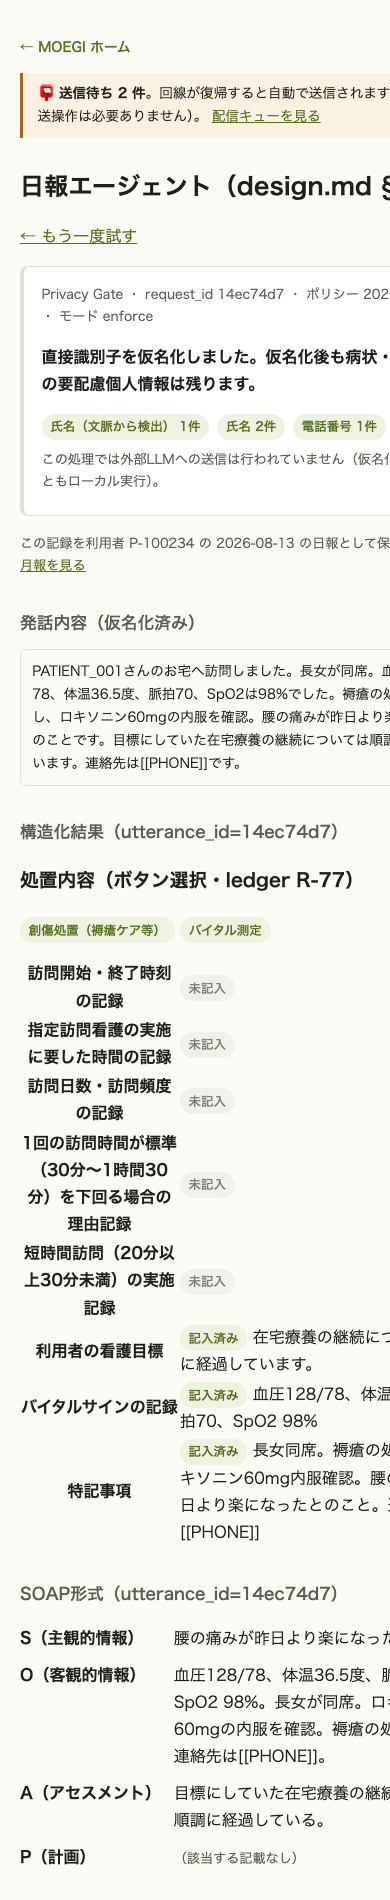 ← MOEGI ホーム
📮 送信待ち 2 件。回線が復帰すると自動で送信されます
送操作は必要ありません）。 配信キューを見る
日報エージェント（design.md §
← もう一度試す
Privacy Gate ・ request_id 14ec74d7 ・ ポリシー 202
・ モード enforce
直接識別子を仮名化しました。仮名化後も病状・
の要配慮個人情報は残ります。
氏名（文脈から検出） 1件 氏名 2件 電話番号 1件
この処理では外部LLMへの送信は行われていません（仮名化
ともローカル実行）。
この記録を利用者 P-100234 の 2026-08-13 の日報として保
月報を見る
発話内容（仮名化済み）
PATIENT_001さんのお宅へ訪問しました。長女が同席。血
78、体温36.5度、脈拍70、SpO2は98%でした。褥瘡の処
し、ロキソニン60mgの内服を確認。腰の痛みが昨日より楽
のことです。目標にしていた在宅療養の継続については順調
います。連絡先は[[PHONE]]です。
構造化結果（utterance_id=14ec74d7）
処置内容（ボタン選択・ledger R-77）
創傷処置（褥瘡ケア等） バイタル測定
訪問開始・終了時刻
の記録
未記入
指定訪問看護の実施
に要した時間の記録
未記入
訪問日数・訪問頻度
の記録
未記入
1回の訪問時間が標準
（30分〜1時間30
分）を下回る場合の
理由記録
未記入
短時間訪問（20分以
上30分未満）の実施
記録
未記入
利用者の看護目標
記入済み 在宅療養の継続につ
に経過しています。
バイタルサインの記録
記入済み 血圧128/78、体温
拍70、SpO2 98%
特記事項
記入済み 長女同席。褥瘡の処
キソニン60mg内服確認。腰の
日より楽になったとのこと。
[[PHONE]]
SOAP形式（utterance_id=14ec74d7）
S（主観的情報） 腰の痛みが昨日より楽になった
O（客観的情報） 血圧128/78、体温36.5度、脈
SpO2 98%。長女が同席。ロキ
60mgの内服を確認。褥瘡の処
連絡先は[[PHONE]]。
A（アセスメント） 目標にしていた在宅療養の継続
順調に経過している。
P（計画） （該当する記載なし）